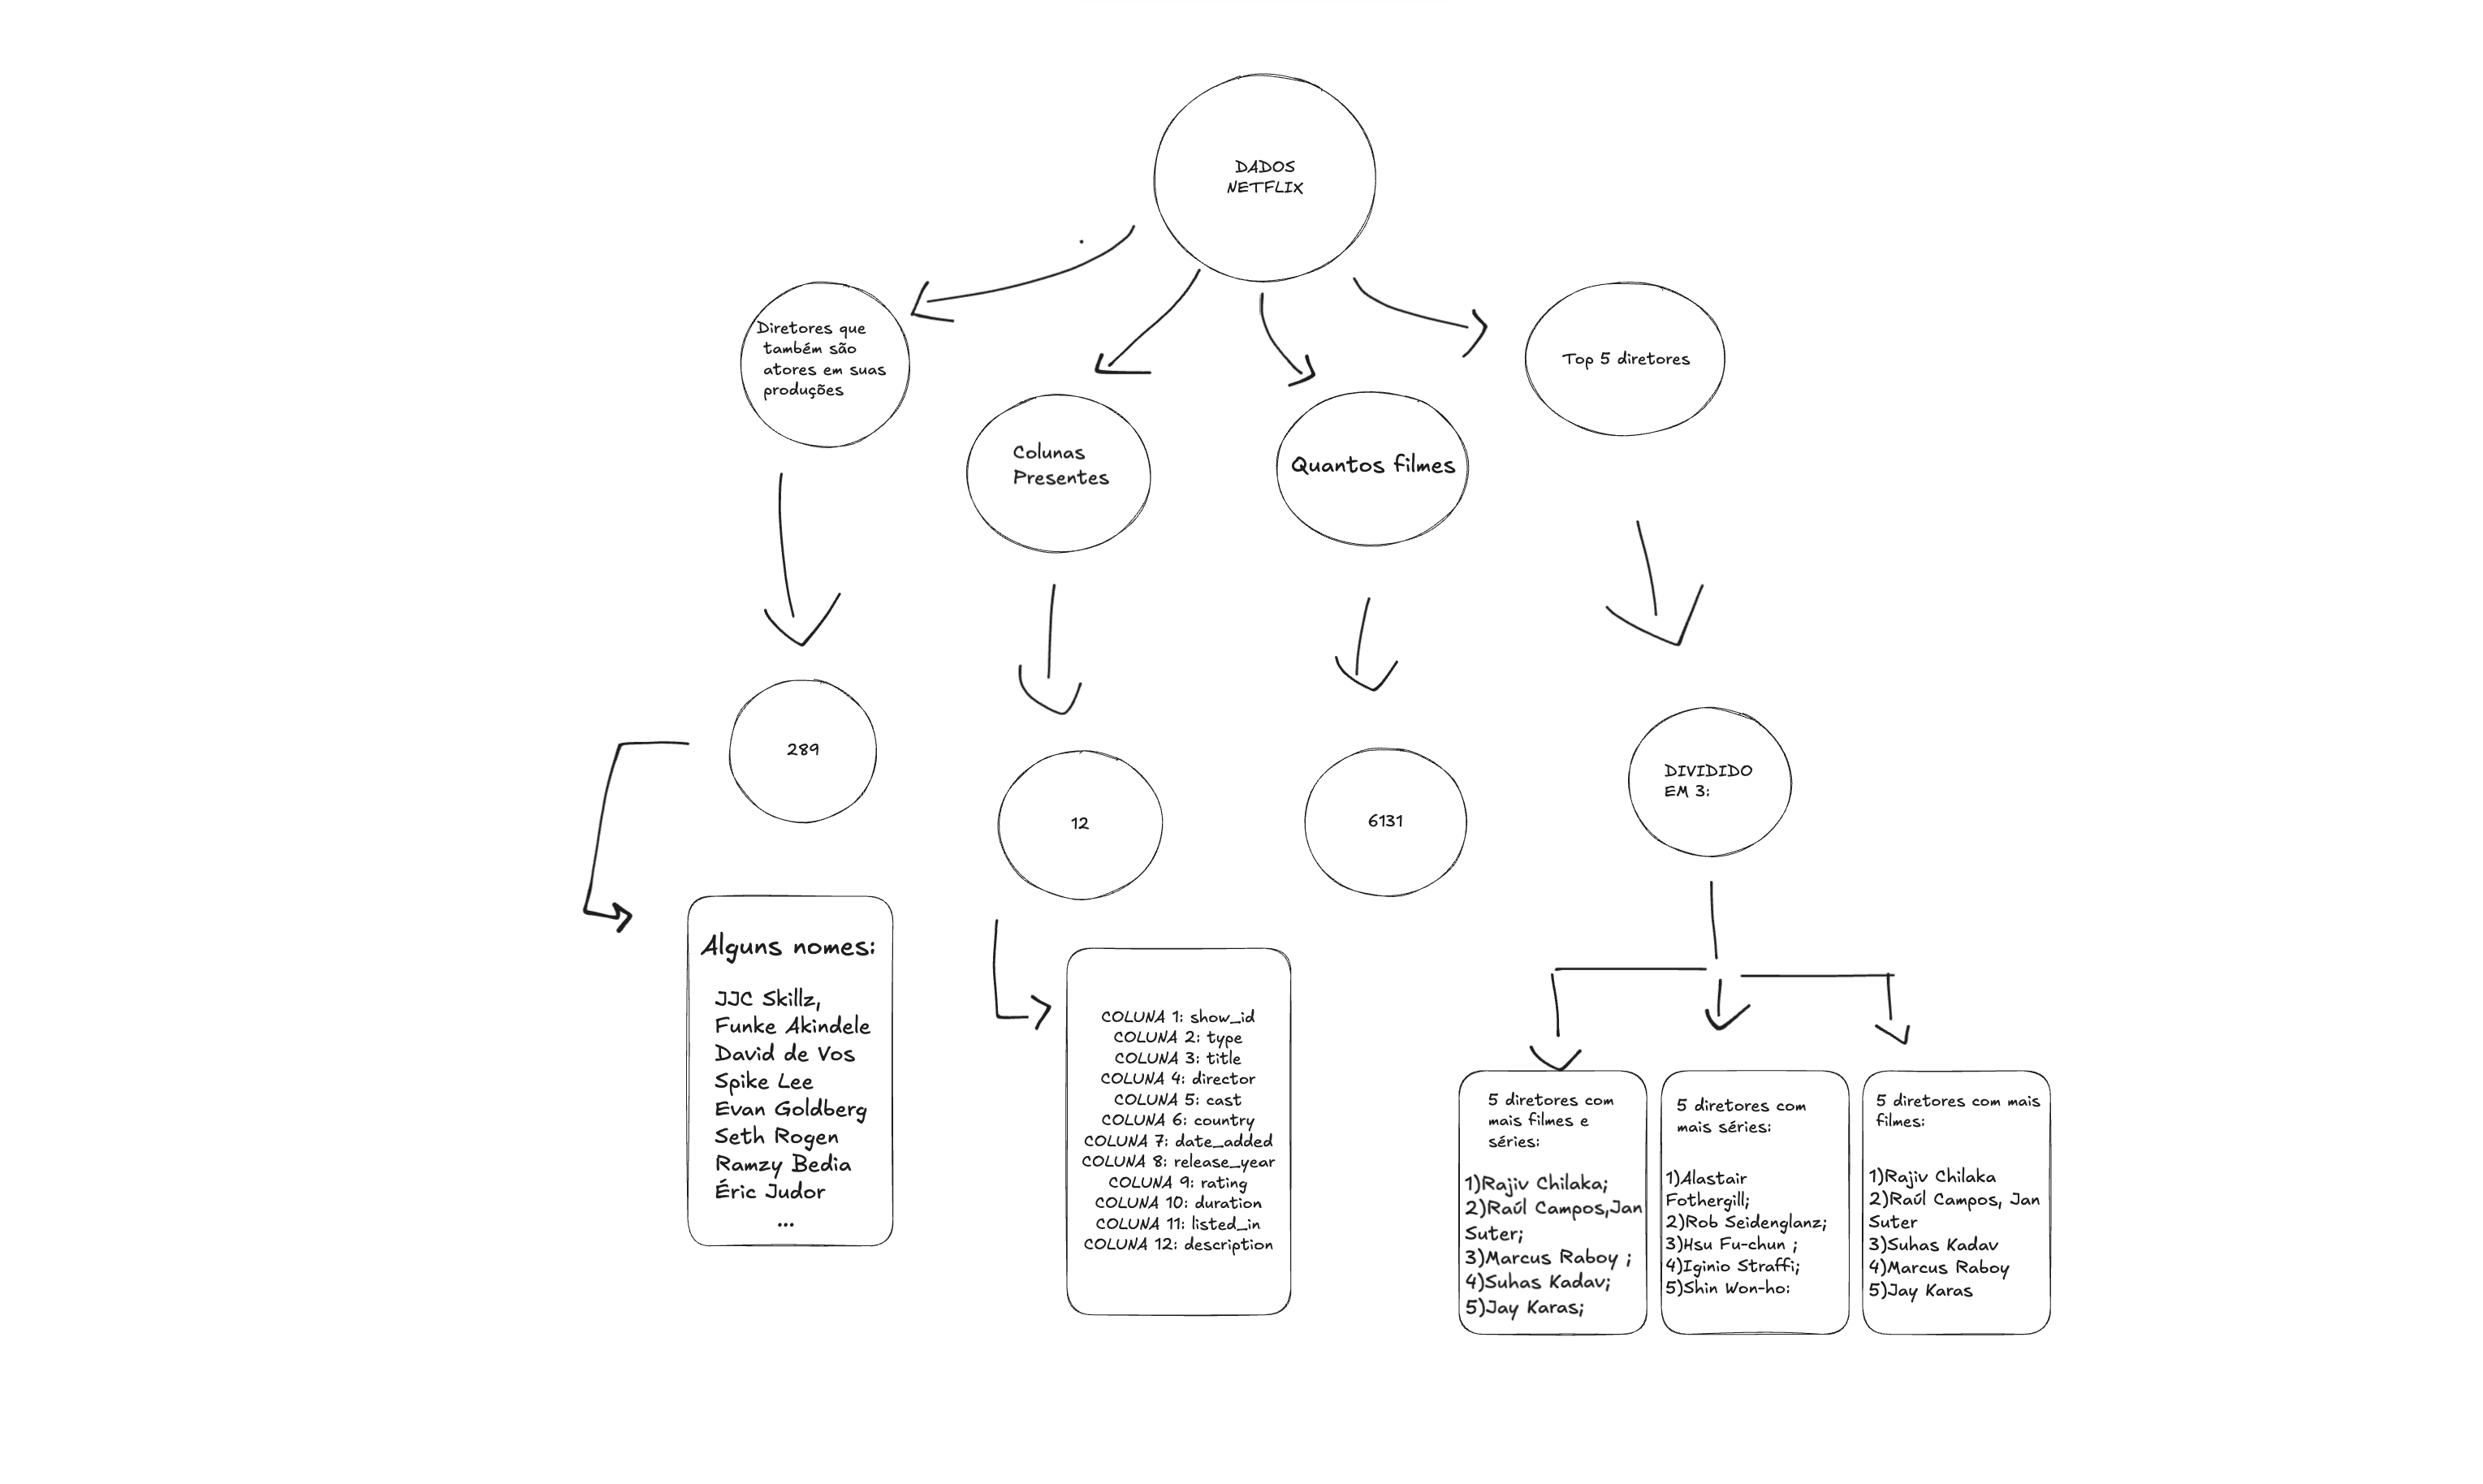 DADOS
NETFLIX
Diretores que
também são
atores em suas
produções
Colunas
Presentes
Quantos filmes
Top 5 diretores
289
12
6131
DIVIDIDO
EM 3:
Alguns nomes:
JJC Skillz,
Funke Akindele
David de Vos
Spike Lee
Evan Goldberg
Seth Rogen
Ramzy Bedia
Éric Judor
...
COLUNA 1: show_id
COLUNA 2: type
COLUNA 3: title
COLUNA 4: director
COLUNA 5: cast
COLUNA 6: country
COLUNA 7: date_added
COLUNA 8: release_year
COLUNA 9: rating
COLUNA 10: duration
COLUNA 11: listed_in
COLUNA 12: description
5 diretores com
mais filmes e
séries:
1)Rajiv Chilaka;
2)Raúl Campos,Jan
Suter;
3)Marcus Raboy ;
4)Suhas Kadav;
5)Jay Karas;
5 diretores com
mais séries:
1)Alastair
Fothergill;
2)Rob Seidenglanz;
3)Hsu Fu-chun ;
4)Iginio Straffi;
5)Shin Won-ho:
5 diretores com mais
filmes:
1)Rajiv Chilaka
2)Raúl Campos, Jan
Suter
3)Suhas Kadav
4)Marcus Raboy
5)Jay Karas